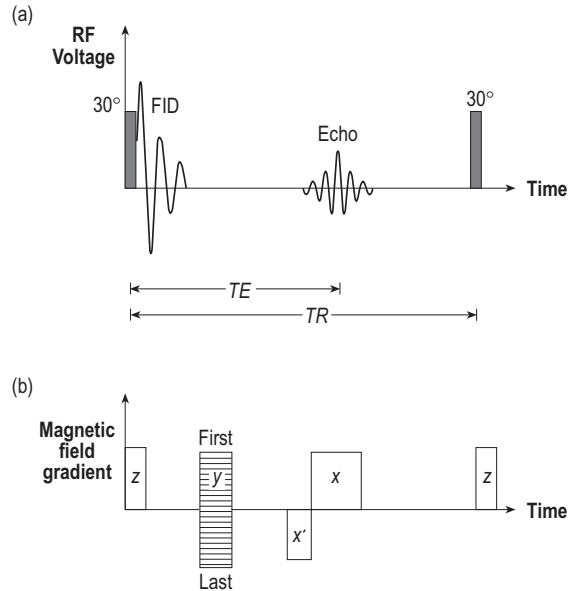 (a)
RF
Voltage
30°
FID
Echo
30°
Time
TE
TR
(b)
Magnetic
field
gradient
First
z
y
x
z
x′
Time
Last